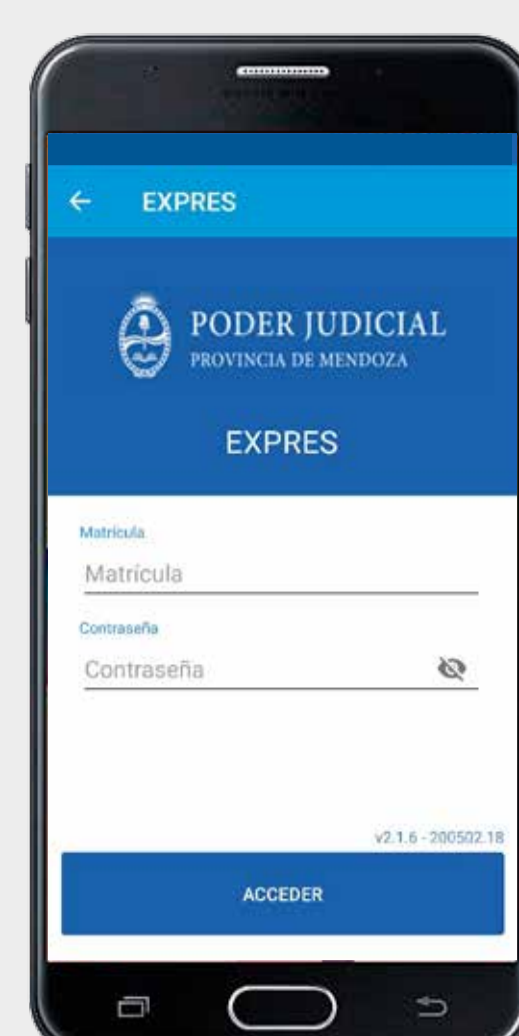 EXPRES
PODER JUDICIAL
PROVINCIA DE MENDOZA
EXPRES
Matrícula
Matrícula
Contraseña
Contraseña
v2.1.6 - 200502.18
ACCEDER